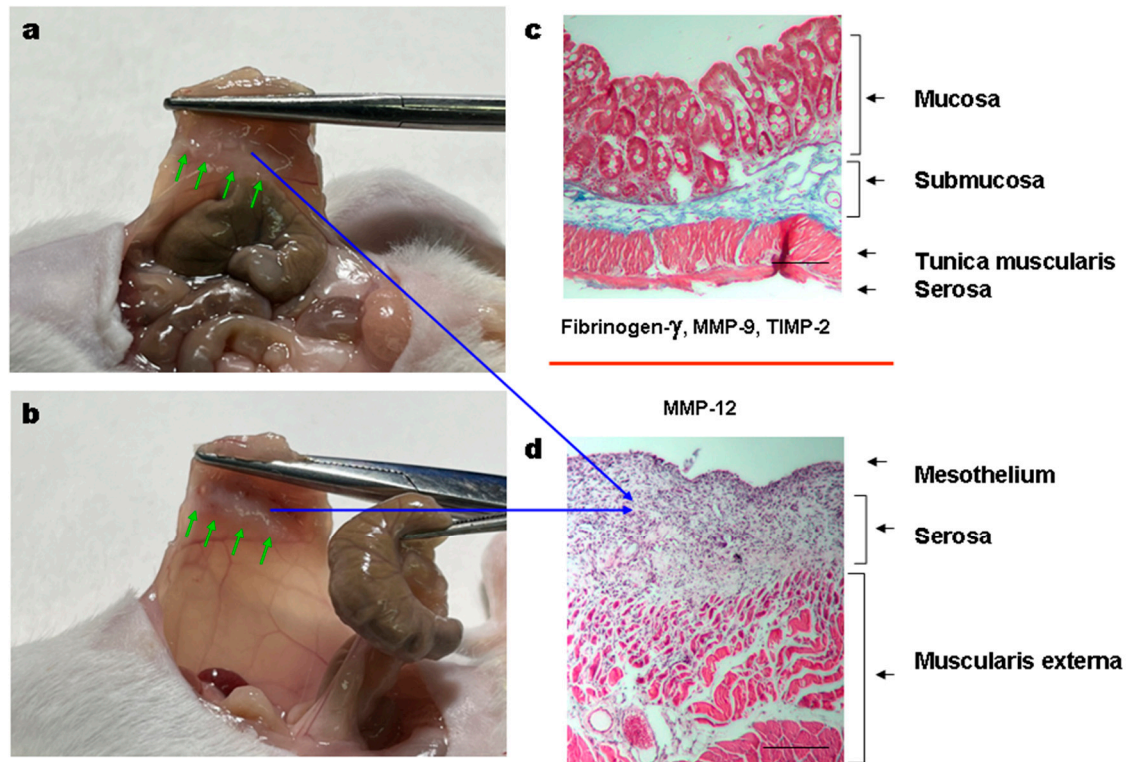 a
b
c
Mucosa
Submucosa
Tunica muscularis
Serosa
Fibrinogen-γ, MMP-9, TIMP-2
MMP-12
d
Mesothelium
Serosa
Muscularis externa